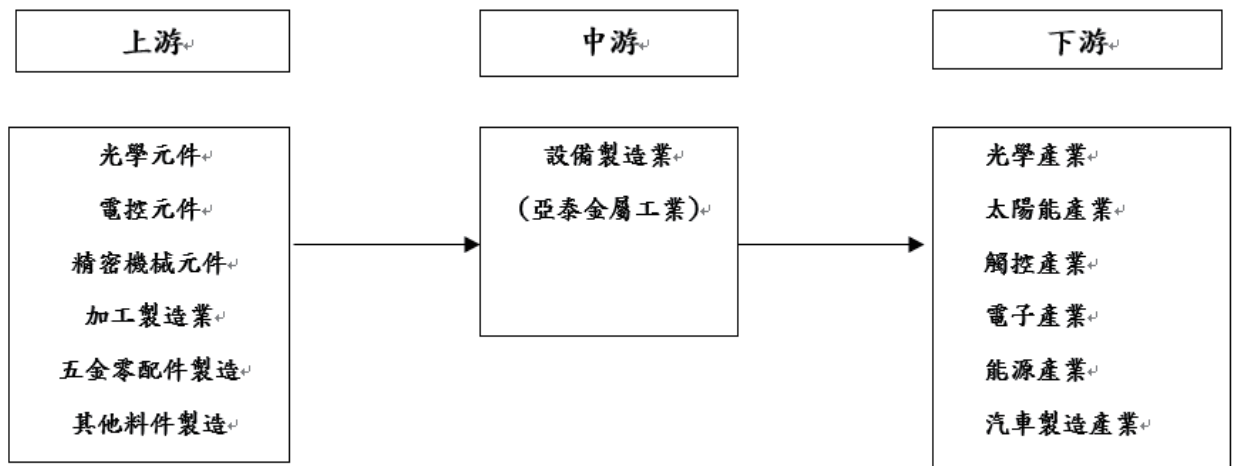 上游
中游
下游
光學元件
電控元件
精密機械元件
加工製造業
五金零配件製造
其他料件製造
設備製造業
(亞泰金屬工業)
光學產業
太陽能產業
觸控產業
電子產業
能源產業
汽車製造產業